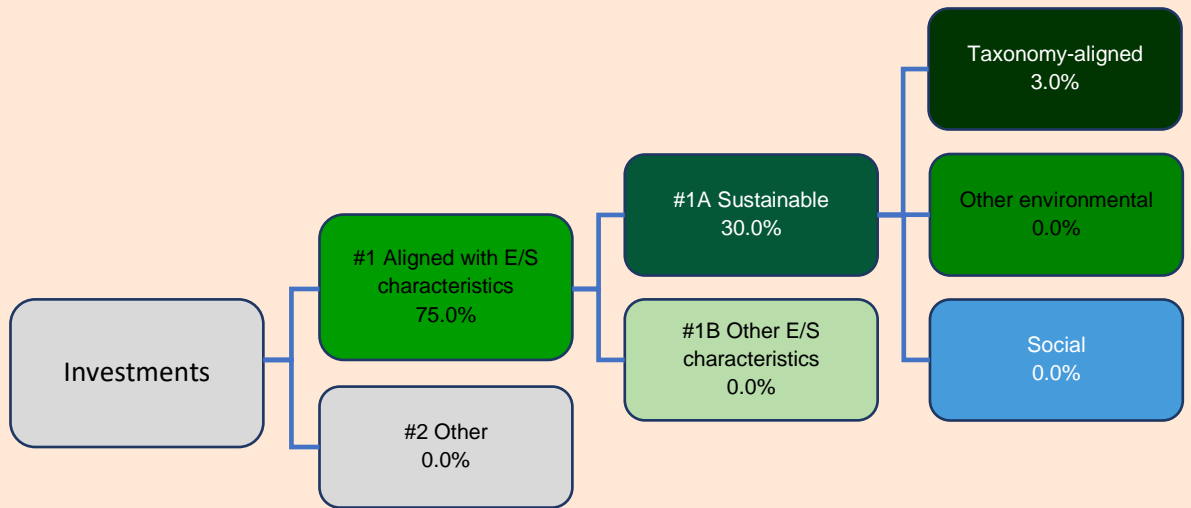 Investments
#1 Aligned with E/S
characteristics
75.0%
#2 Other
0.0%
#1A Sustainable
30.0%
#1B Other E/S
characteristics
0.0%
Taxonomy-aligned
3.0%
Other environmental
0.0%
Social
0.0%